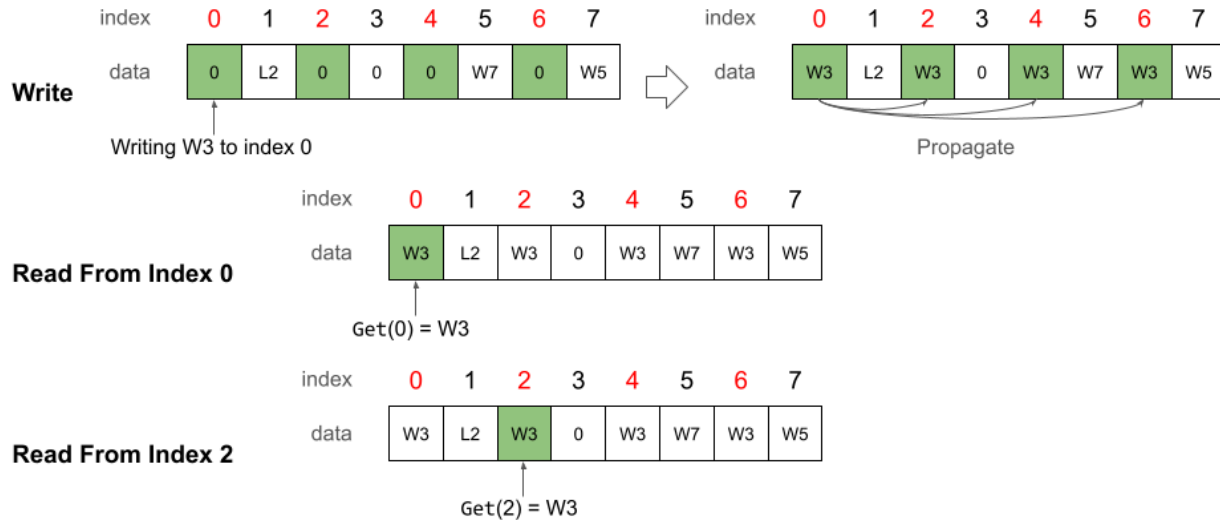 index 0 1 2 3 4 5 6 7 index 0 1 2 3 4 5 6 7
data 0 L2 0 0 0 W7 0 W5 data W3 L2 W3 0 W3 W7 W3 W5
Write
Writing W3 to index 0 Propagate
index 0 1 2 3 4 5 6 7
data W3 L2 W3 0 W3 W7 W3 W5
Read From Index 0
Get(0) = W3
index 0 1 2 3 4 5 6 7
data W3 L2 W3 0 W3 W7 W3 W5
Read From Index 2
Get(2) = W3